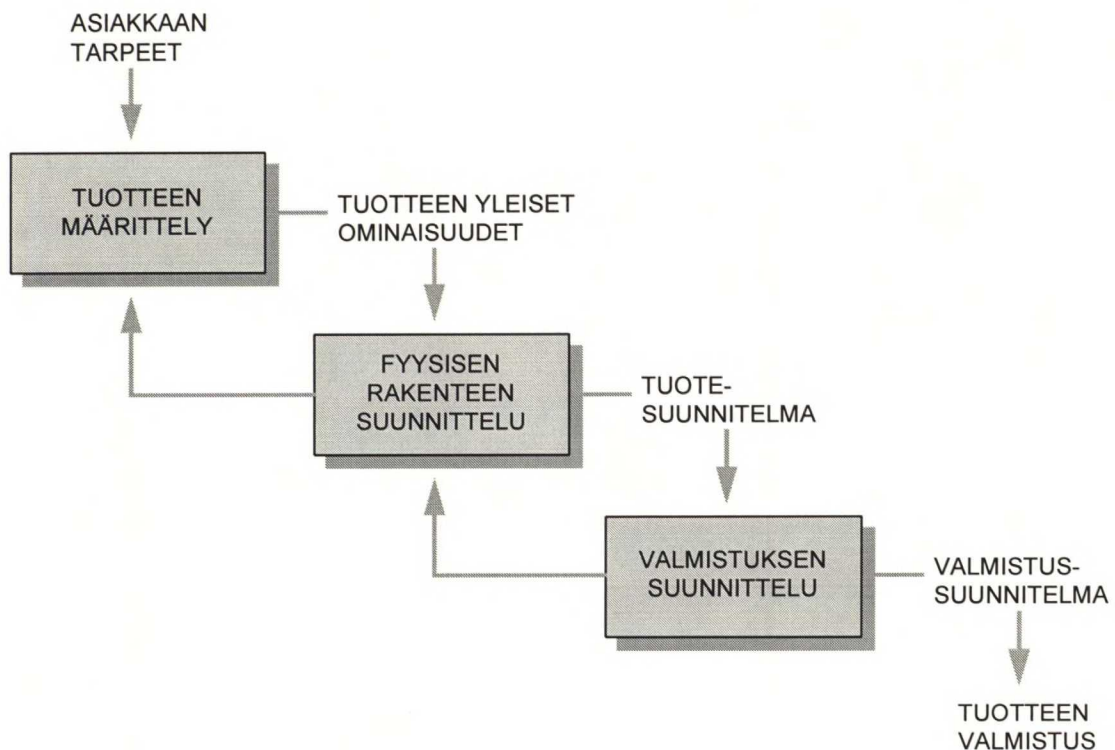 ASIAKKAAN
TARPEET
TUOTTEEN
MÄÄRITTELY
TUOTTEEN YLEISET
OMINAISUUDET
FYYSISEN
RAKENTEEN
SUUNNITTELU
TUOTE-
SUUNNITELMA
VALMISTUKSEN
SUUNNITTELU
VALMISTUS-
SUUNNITELMA
TUOTTEEN
VALMISTUS